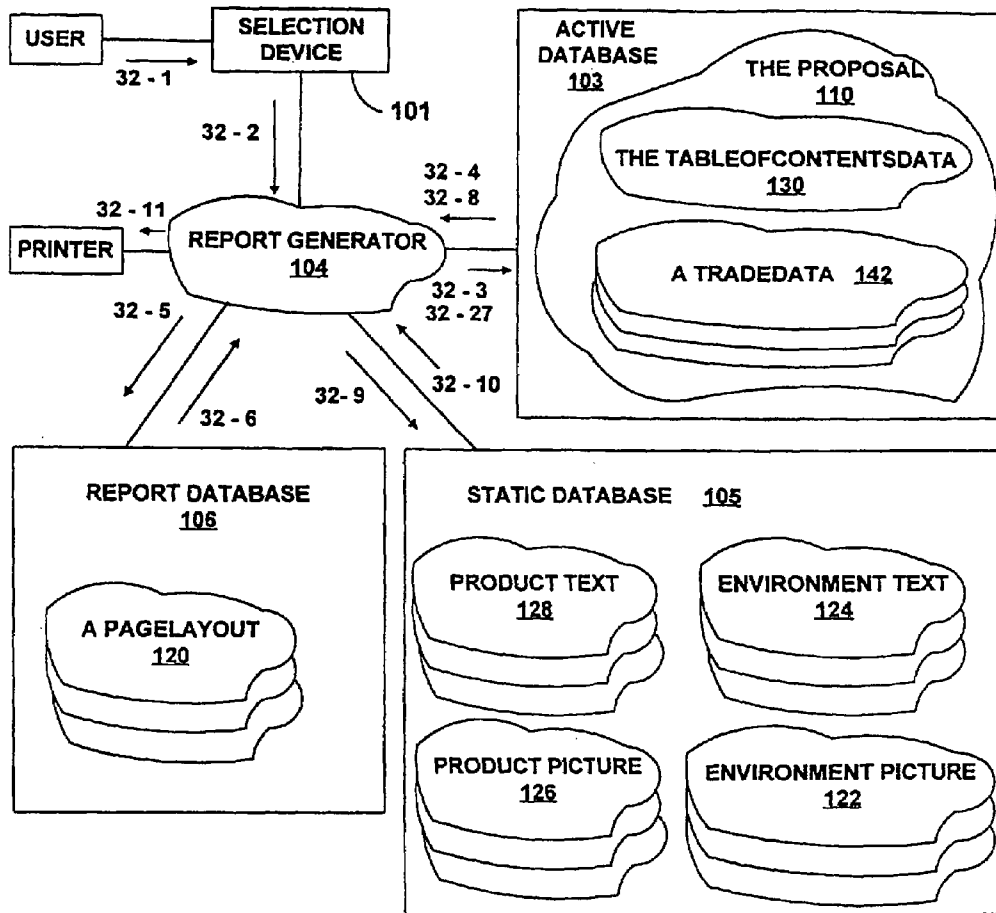 USER
32 - 1
SELECTION
DEVICE
101
32 - 2
ACTIVE
DATABASE
103
THE PROPOSAL
110
THE TABLEOFCONTENTSDATA
130
A TRADEDATA 142
32 - 4
32 - 8
32 - 11
PRINTER
REPORT GENERATOR
104
32 - 3
32 - 27
32 - 5
32 - 6
32 - 9
32 - 10
REPORT DATABASE
106
A PAGELAYOUT
120
STATIC DATABASE 105
PRODUCT TEXT
128
ENVIRONMENT TEXT
124
PRODUCT PICTURE
126
ENVIRONMENT PICTURE
122